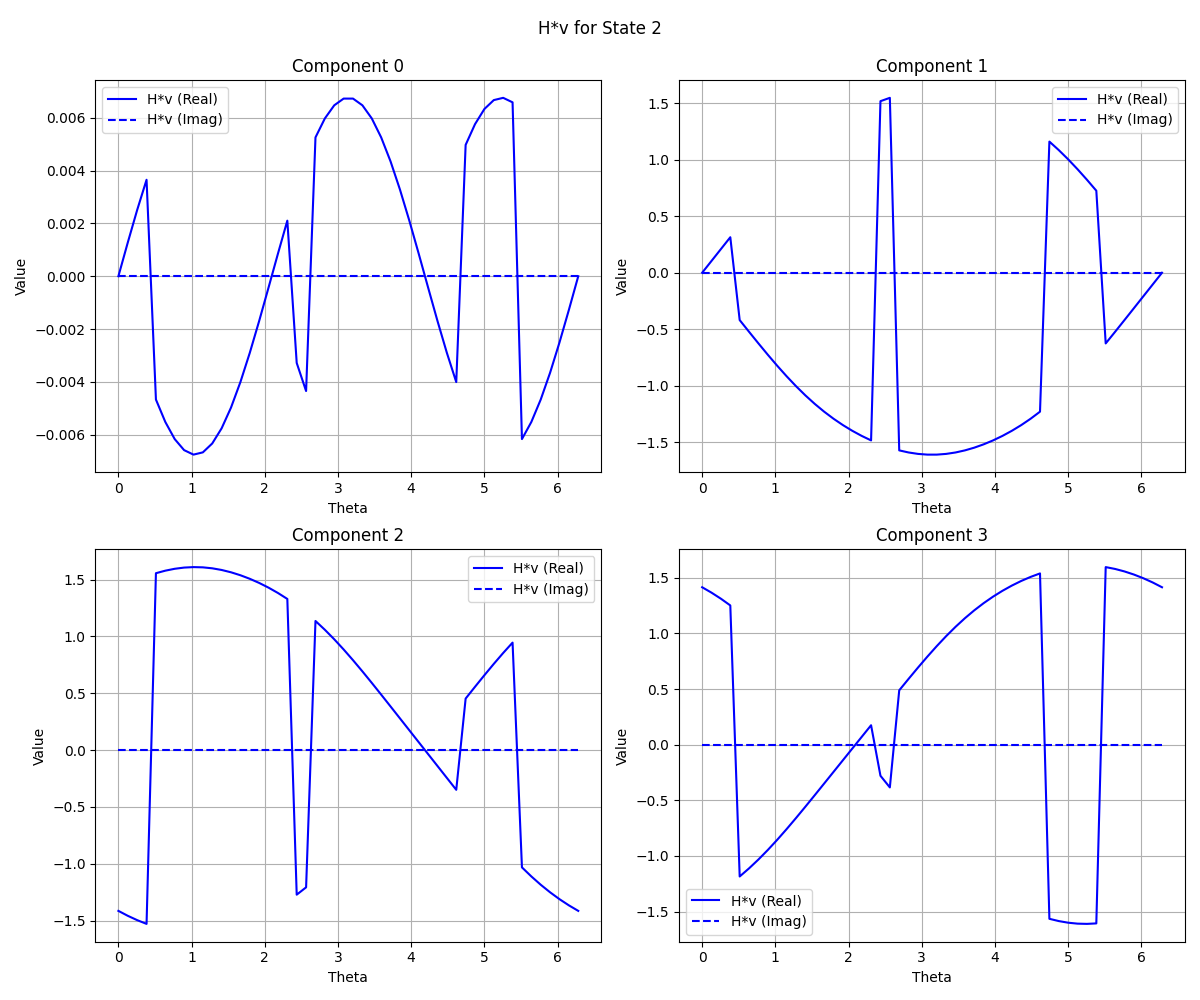 H*v for State 2
Component 0
H*v (Real)
H*v (Imag)
Value
0.006
0.004
0.002
0.000
−0.002
−0.004
−0.006
0 1 2 3 4 5 6
Theta
Component 1
H*v (Real)
H*v (Imag)
Value
1.5
1.0
0.5
0.0
−0.5
−1.0
−1.5
0 1 2 3 4 5 6
Theta
Component 2
H*v (Real)
H*v (Imag)
Value
1.5
1.0
0.5
0.0
−0.5
−1.0
−1.5
0 1 2 3 4 5 6
Theta
Component 3
Value
1.5
1.0
0.5
0.0
−0.5
−1.0
−1.5
H*v (Real)
H*v (Imag)
0 1 2 3 4 5 6
Theta